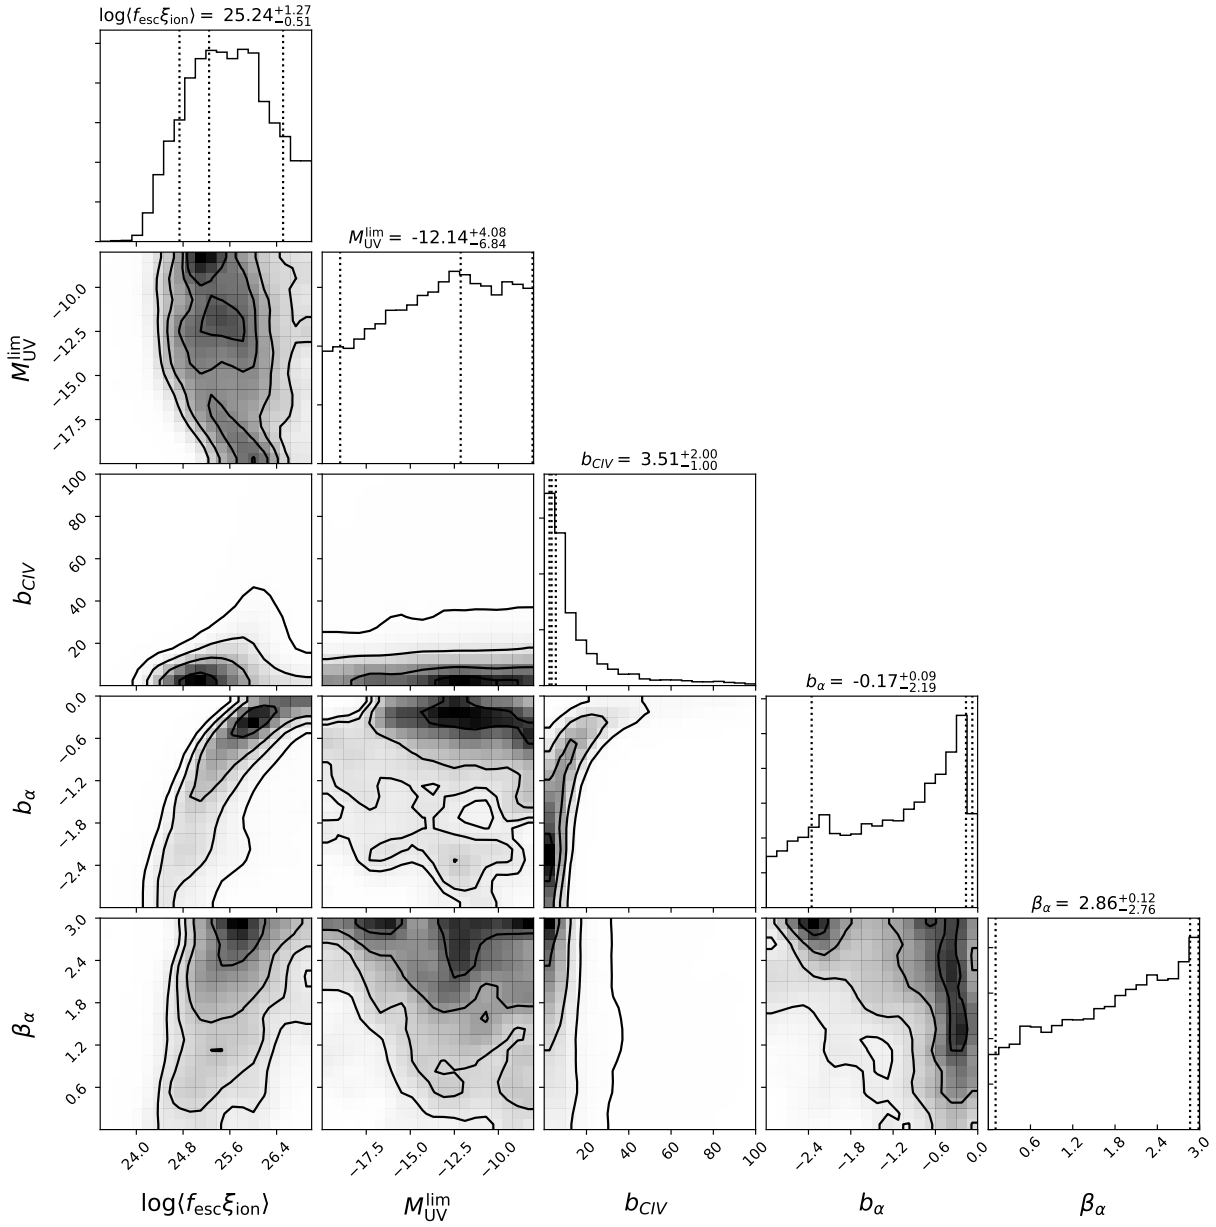 log⟨f_esc ξ_ion⟩ = 25.24^{+1.27}_{−0.51}
M_UV^lim = -12.14^{+4.08}_{−6.84}
−10.0
−12.5
−15.0
−17.5
M_UV^lim
b_CIV = 3.51^{+2.00}_{−1.00}
100
80
60
40
20
b_CIV
b_α = -0.17^{+0.09}_{−2.19}
0.0
−0.6
−1.2
−1.8
−2.4
b_α
β_α = 2.86^{+0.12}_{−2.76}
3.0
2.4
1.8
1.2
0.6
β_α
24.0 24.8 25.6 26.4 −17.5 −15.0 −12.5 −10.0 20 40 60 80 100 −2.4 −1.8 −1.2 −0.6 0.0 0.6 1.2 1.8 2.4 3.0
log⟨f_esc ξ_ion⟩ M_UV^lim b_CIV b_α β_α